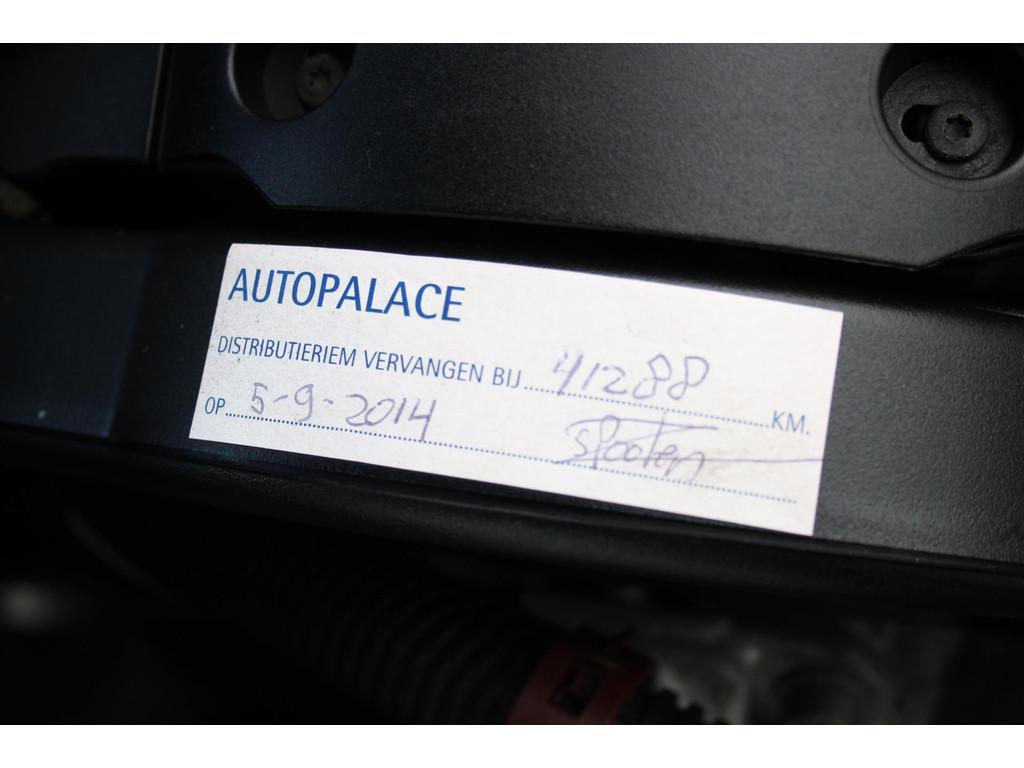 AUTOPALACE
DISTRIBUTIERIEM VERVANGEN BIJ........41288........KM.
OP....5-9-2014